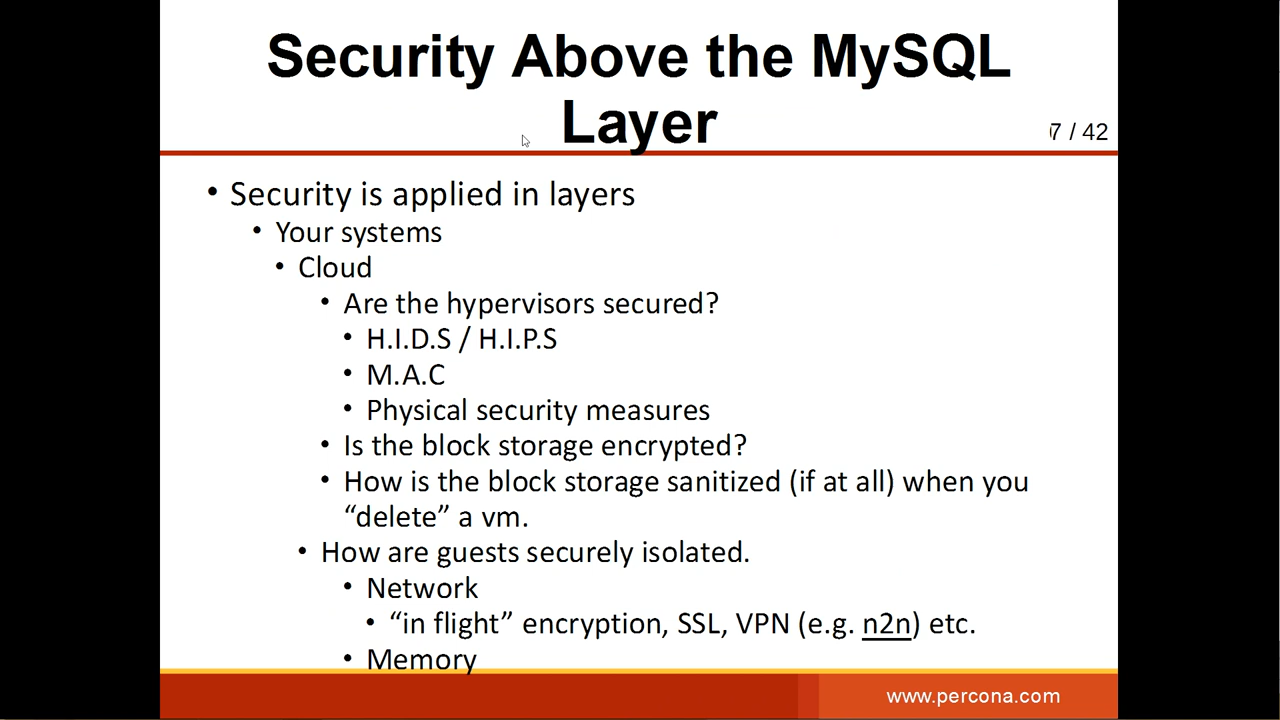 Security Above the MySQL
Layer
7 / 42
• Security is applied in layers
• Your systems
• Cloud
• Are the hypervisors secured?
• H.I.D.S / H.I.P.S
• M.A.C
• Physical security measures
• Is the block storage encrypted?
• How is the block storage sanitized (if at all) when you
“delete” a vm.
• How are guests securely isolated.
• Network
• “in flight” encryption, SSL, VPN (e.g. n2n) etc.
• Memory
www.percona.com